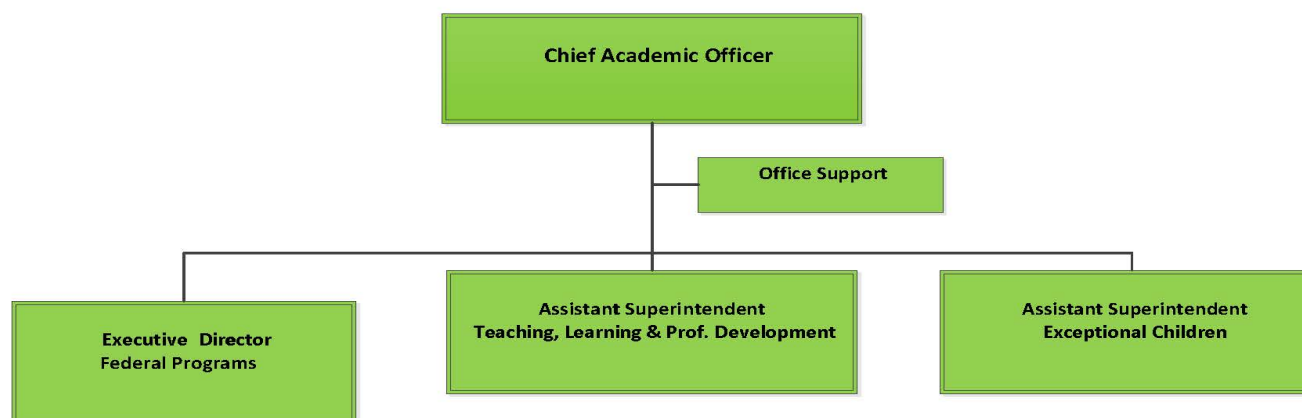 Chief Academic Officer
Office Support
Executive Director
Federal Programs
Assistant Superintendent
Teaching, Learning & Prof. Development
Assistant Superintendent
Exceptional Children